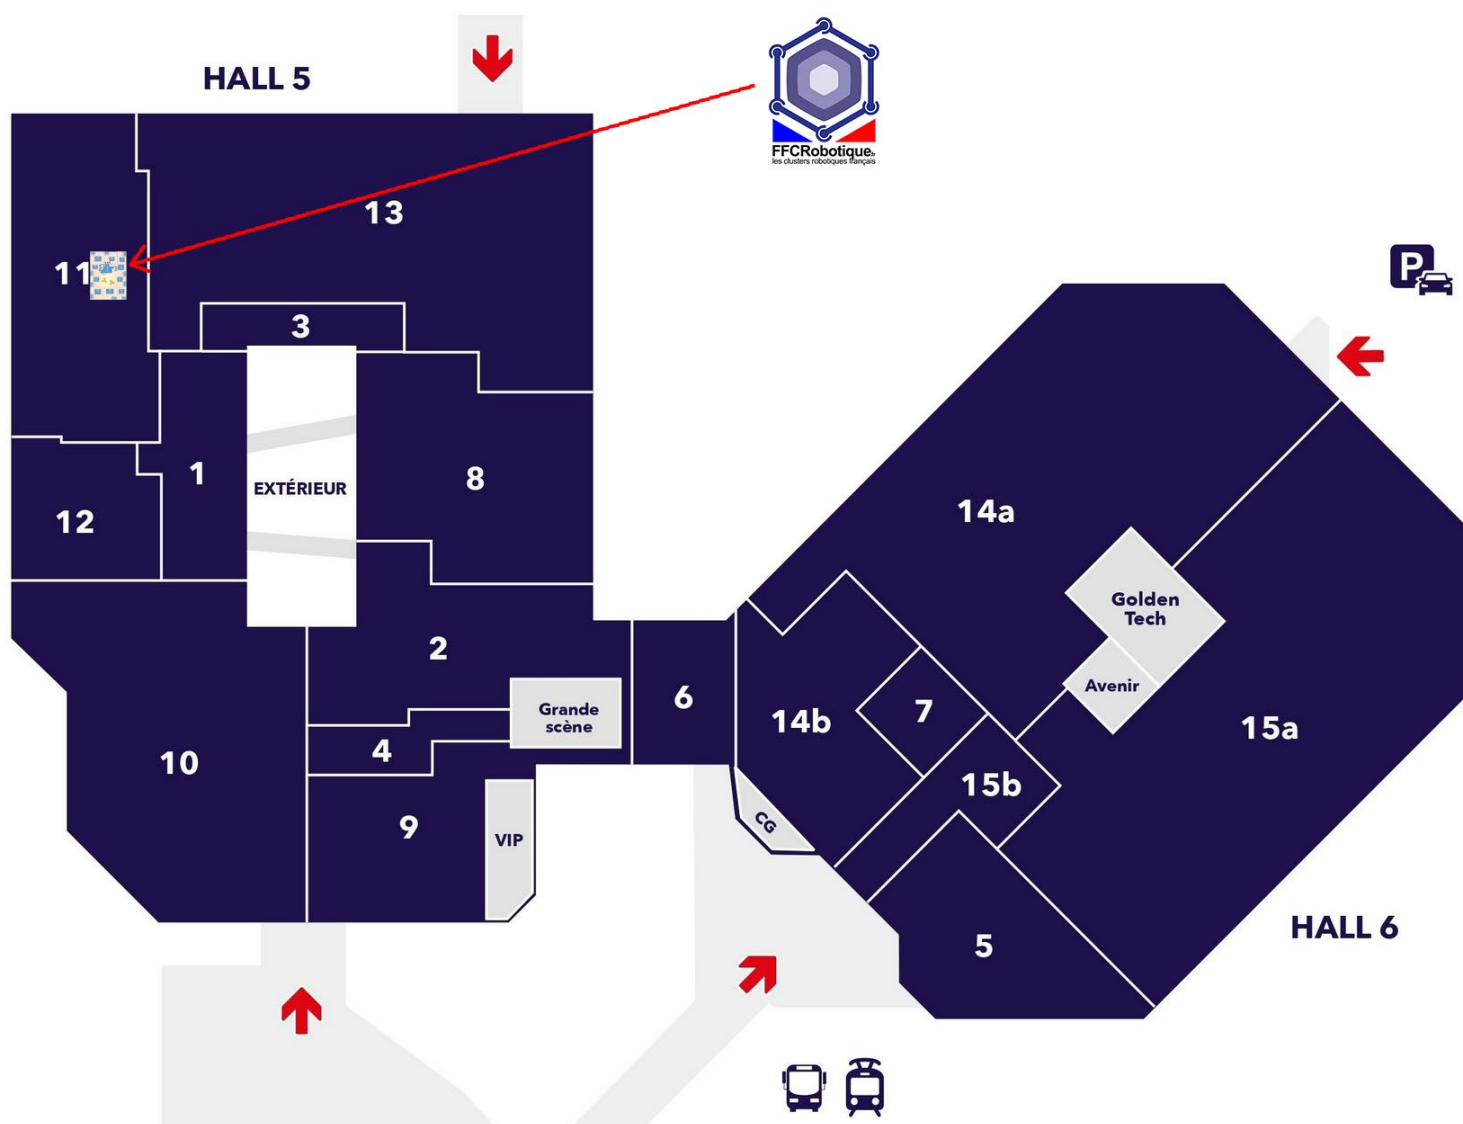 HALL 5
FFCRobotique.fr
les clusters robotiques français
13
11
P
3
1
EXTÉRIEUR
8
12
14a
Golden
Tech
2
6
Grande
scène
Avenir
14b
7
15a
4
10
15b
9
VIP
CG
HALL 6
5